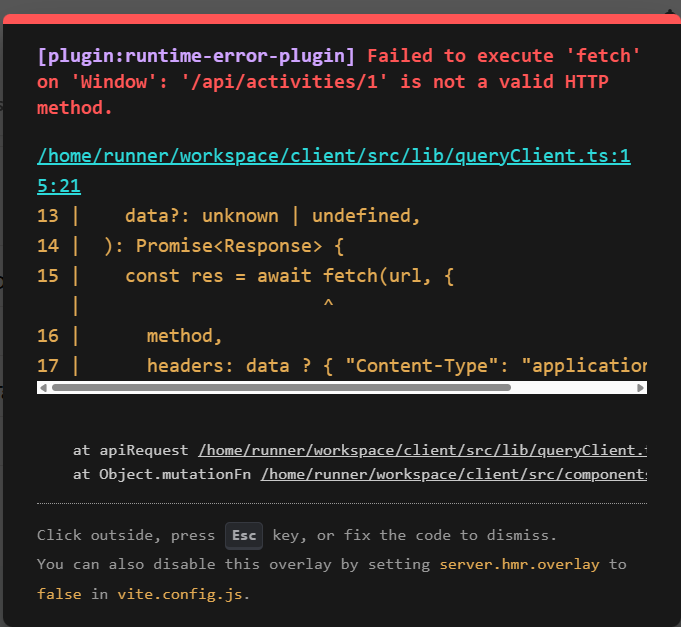 [plugin:runtime-error-plugin] Failed to execute 'fetch'
on 'Window': '/api/activities/1' is not a valid HTTP
method.
/home/runner/workspace/client/src/lib/queryClient.ts:1
5:21
13 |    data?: unknown | undefined,
14 |  ): Promise<Response> {
15 |    const res = await fetch(url, {
   |                      ^
16 |      method,
17 |      headers: data ? { "Content-Type": "application
at apiRequest /home/runner/workspace/client/src/lib/queryClient.
at Object.mutationFn /home/runner/workspace/client/src/components
Click outside, press Esc key, or fix the code to dismiss.
You can also disable this overlay by setting server.hmr.overlay to
false in vite.config.js.